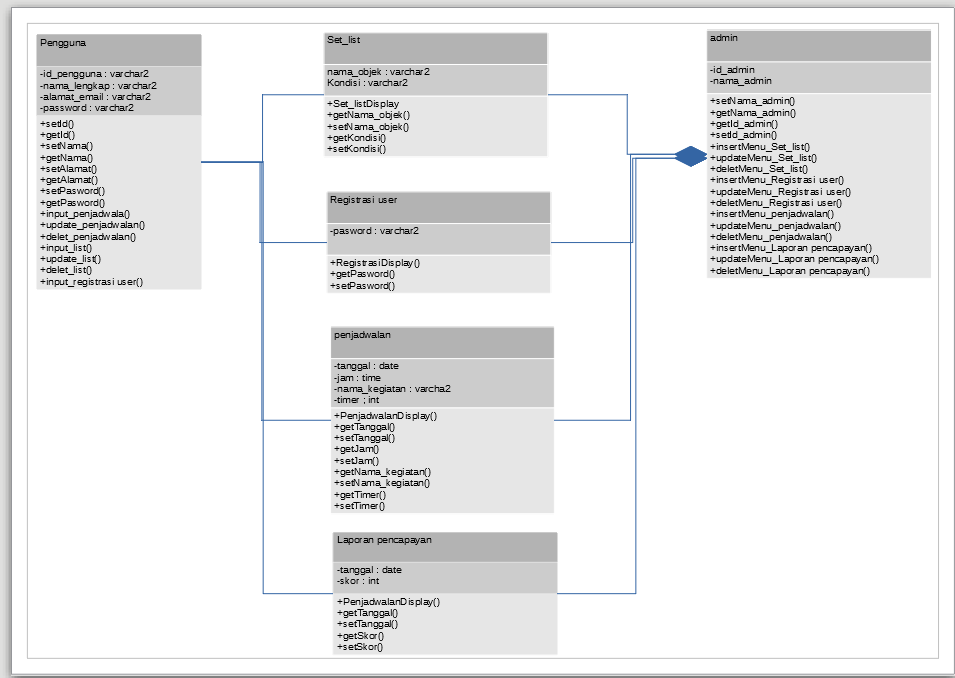 Pengguna
-id_pengguna : varchar2
-nama_lengkap : varchar2
-alamat_email : varchar2
-password : varchar2
+setId()
+getId()
+setNama()
+getNama()
+setAlamat()
+getAlamat()
+setPasword()
+getPasword()
+input_penjadwala()
+update_penjadwalan()
+delet_penjadwalan()
+input_list()
+update_list()
+delet_list()
+input_registrasi user()
Set_list
nama_objek : varchar2
Kondisi : varchar2
+Set_listDisplay
+getNama_objek()
+setNama_objek()
+getKondisi()
+setKondisi()
Registrasi user
-pasword : varchar2
+RegistrasiDisplay()
+getPasword()
+setPasword()
penjadwalan
-tanggal : date
-jam : time
-nama_kegiatan : varcha2
-timer ; int
+PenjadwalanDisplay()
+getTanggal()
+setTanggal()
+getJam()
+setJam()
+getNama_kegiatan()
+setNama_kegiatan()
+getTimer()
+setTimer()
Laporan pencapayan
-tanggal : date
-skor : int
+PenjadwalanDisplay()
+getTanggal()
+setTanggal()
+getSkor()
+setSkor()
admin
-id_admin
-nama_admin
+setNama_admin()
+getNama_admin()
+getId_admin()
+setId_admin()
+insertMenu_Set_list()
+updateMenu_Set_list()
+deletMenu_Set_list()
+insertMenu_Registrasi user()
+updateMenu_Registrasi user()
+deletMenu_Registrasi user()
+insertMenu_penjadwalan()
+updateMenu_penjadwalan()
+deletMenu_penjadwalan()
+insertMenu_Laporan pencapayan()
+updateMenu_Laporan pencapayan()
+deletMenu_Laporan pencapayan()